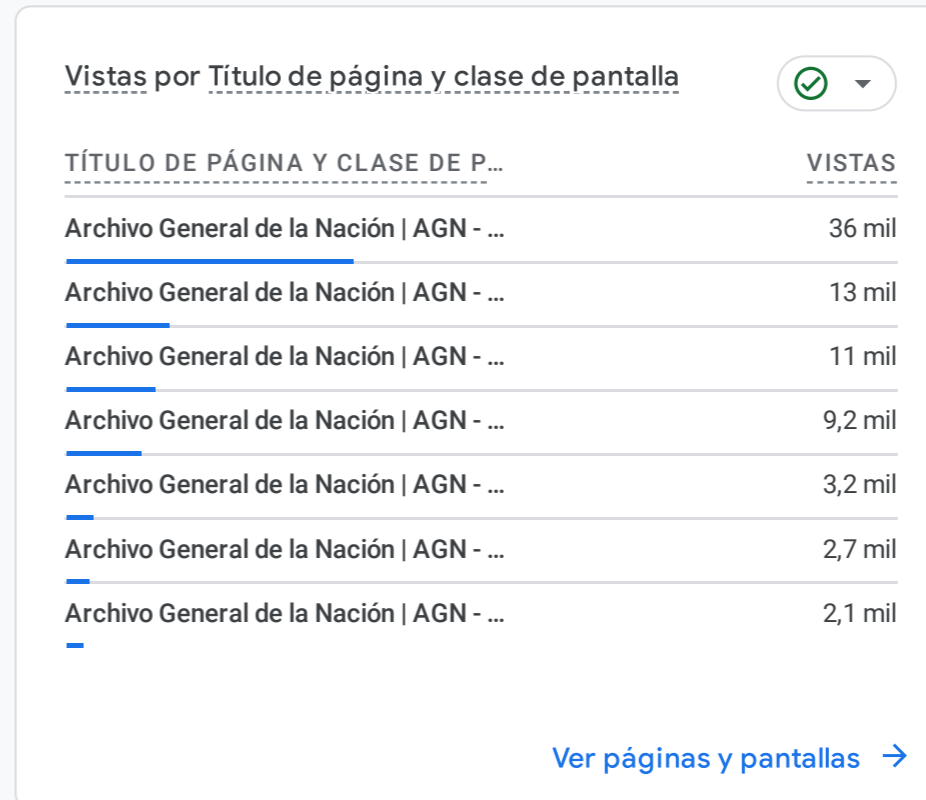 Vistas por Título de página y clase de pantalla
TÍTULO DE PÁGINA Y CLASE DE P… VISTAS
Archivo General de la Nación | AGN - … 36 mil
Archivo General de la Nación | AGN - … 13 mil
Archivo General de la Nación | AGN - … 11 mil
Archivo General de la Nación | AGN - … 9,2 mil
Archivo General de la Nación | AGN - … 3,2 mil
Archivo General de la Nación | AGN - … 2,7 mil
Archivo General de la Nación | AGN - … 2,1 mil
Ver páginas y pantallas